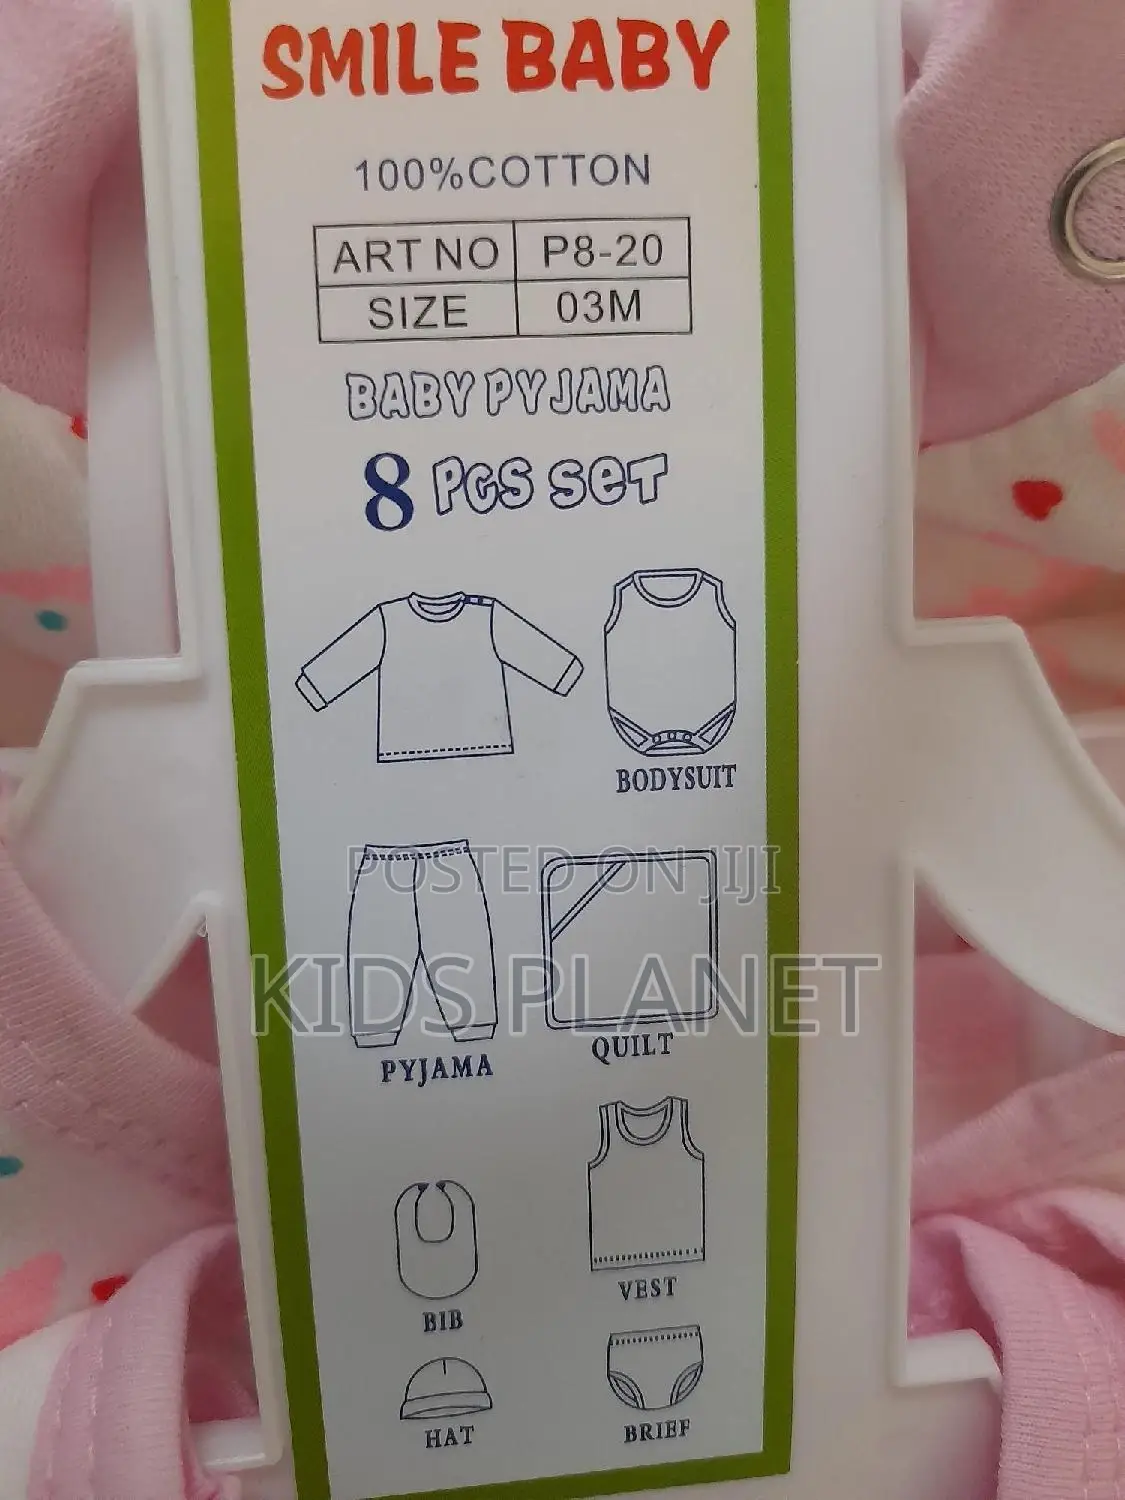 SMILE BABY
100%COTTON
ART NO P8-20
SIZE 03M
BABY PYJAMA
8 PCS SET
BODYSUIT
POSTED ON JIJI
KIDS PLANET
PYJAMA
QUILT
VEST
BIB
HAT
BRIEF